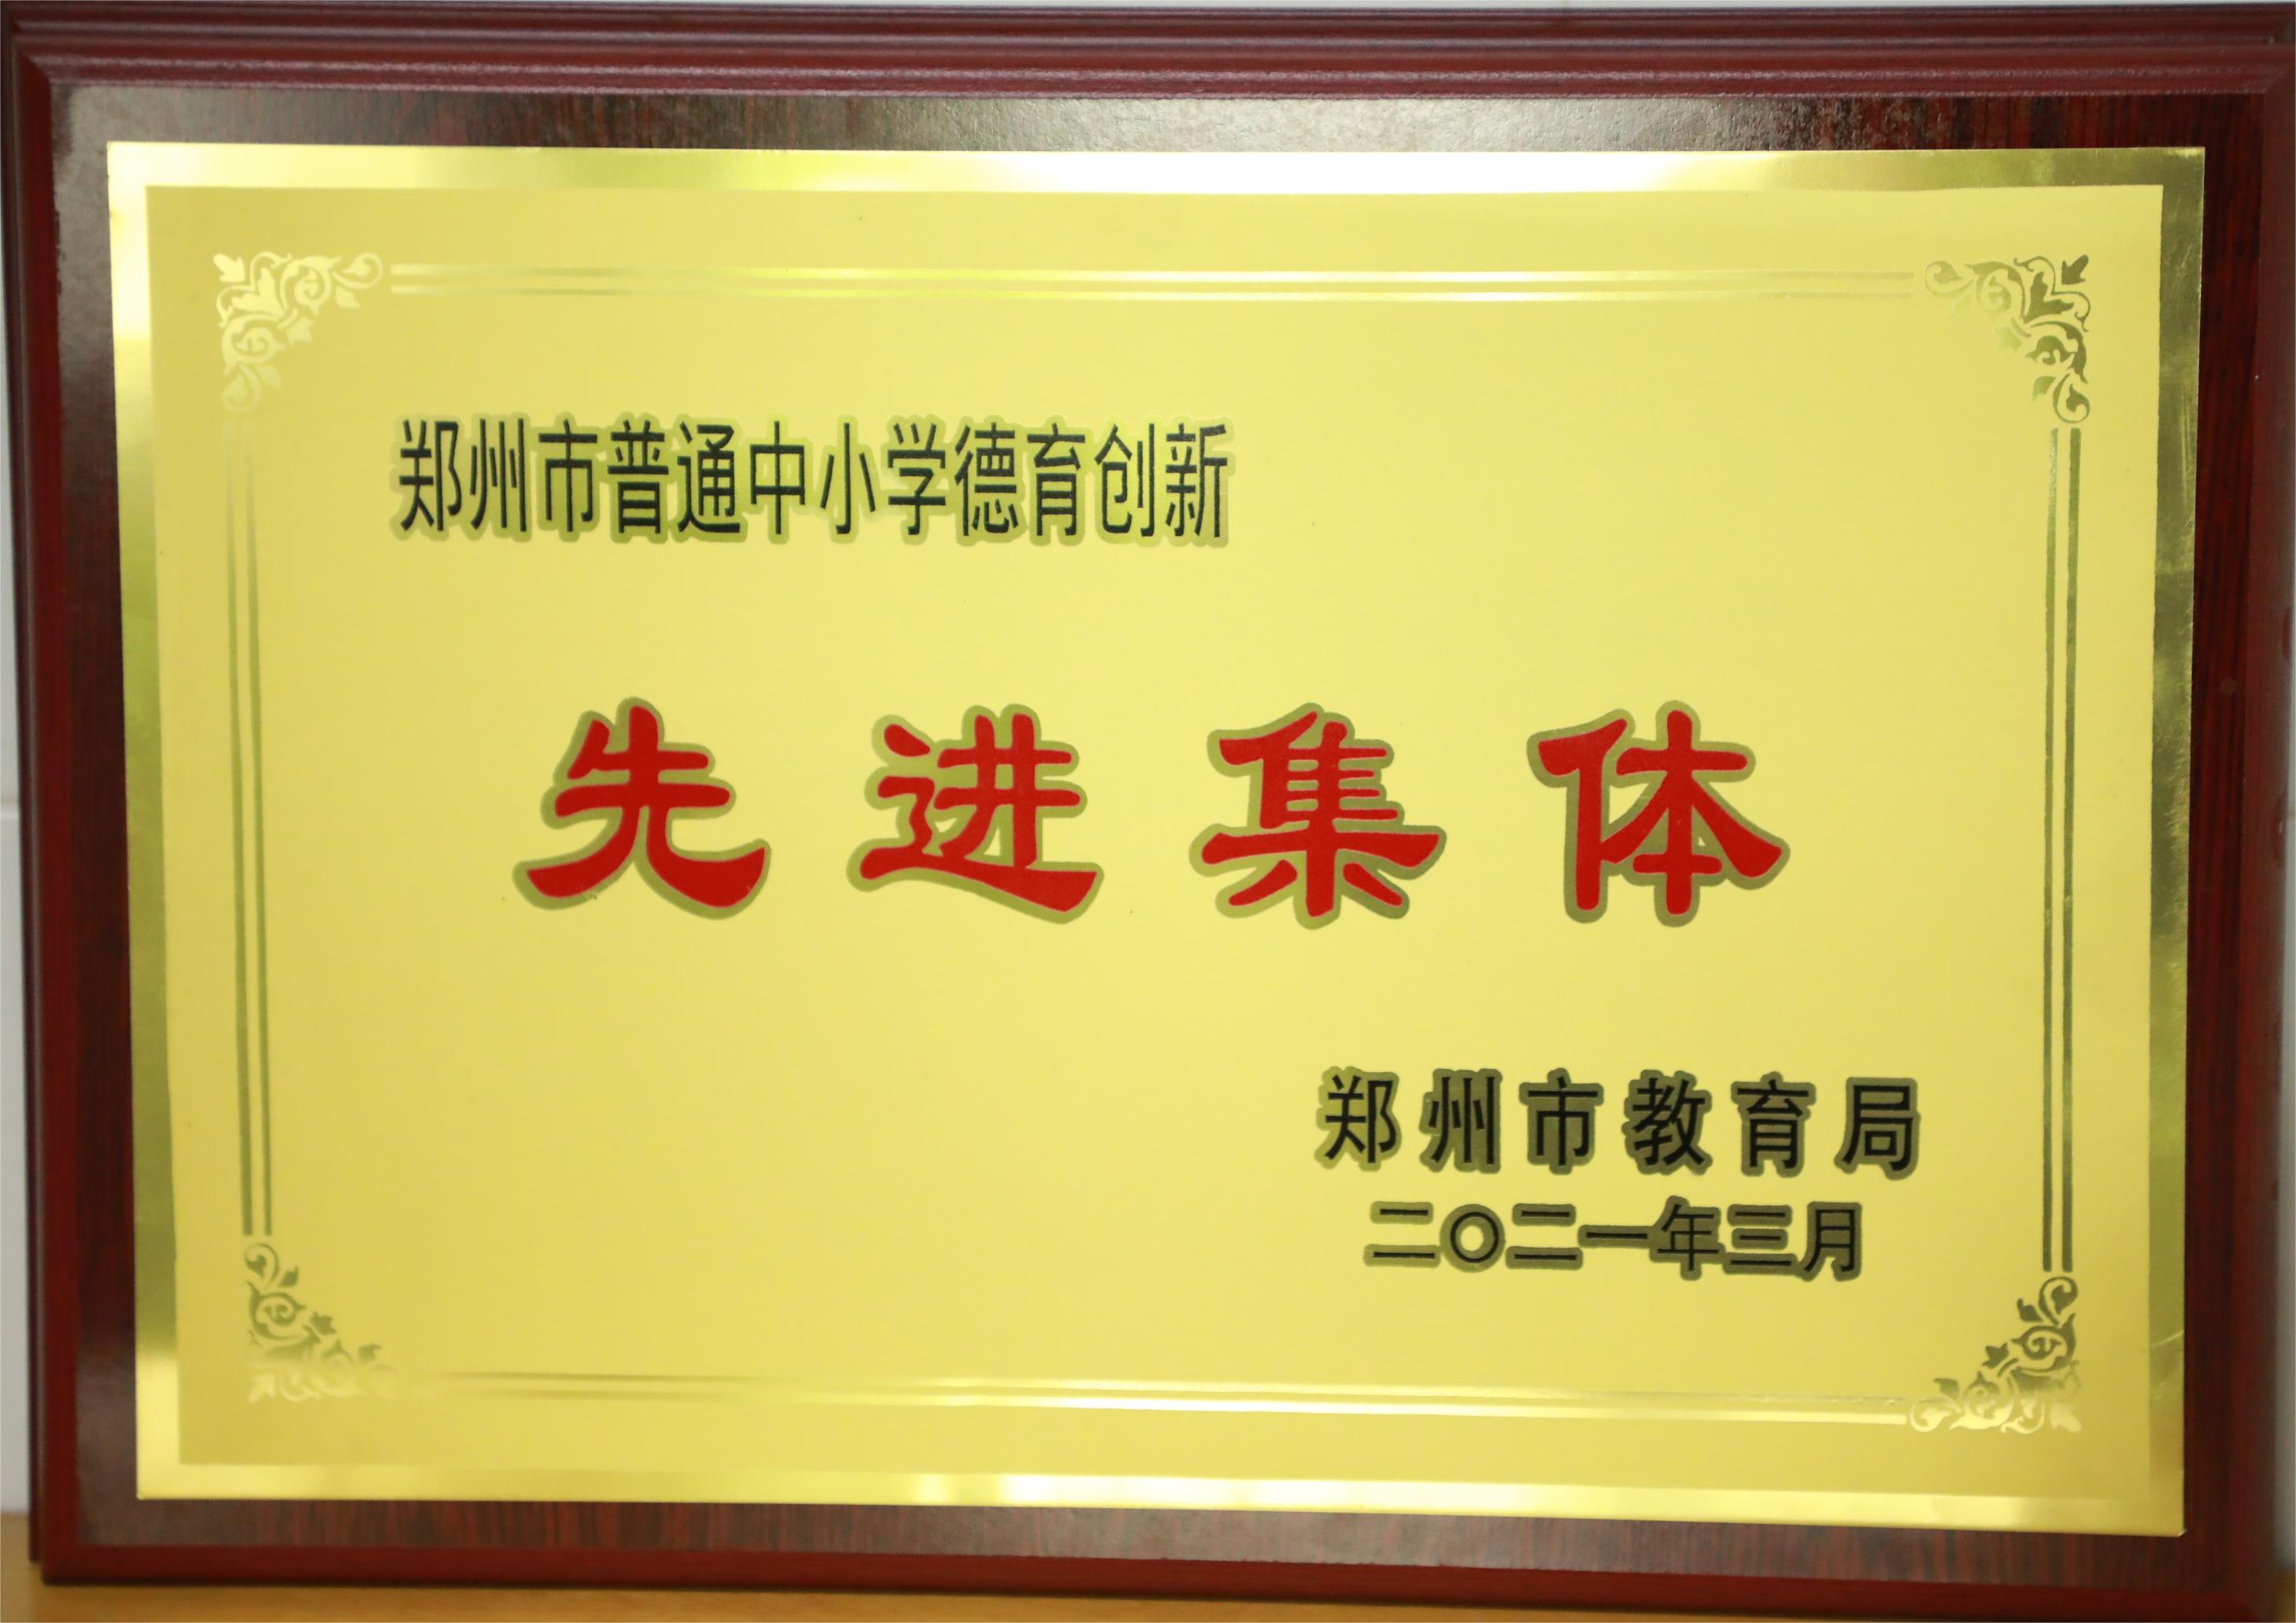 郑州市普通中小学德育创新
先进集体
郑州市教育局
二〇二一年三月